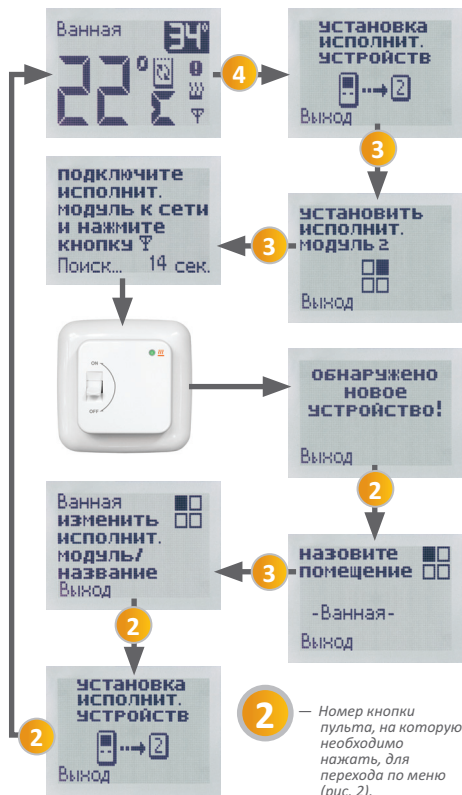 Ванная 34°
22°
4
УСТАНОВКА
ИСПОЛНИТ.
УСТРОЙСТВ
2
Выход
3
УСТАНОВИТЬ
ИСПОЛНИТ.
МОДУЛЬ 2
Выход
3
ПОДКЛЮЧИТЕ
ИСПОЛНИТ.
МОДУЛЬ К СЕТИ
И НАЖМИТЕ
КНОПКУ
Поиск... 14 сек.
ON
OFF
ОБНАРУЖЕНО
НОВОЕ
УСТРОЙСТВО!
Выход
2
НАЗОВИТЕ
ПОМЕЩЕНИЕ
-Ванная-
Выход
3
Ванная
ИЗМЕНИТЬ
ИСПОЛНИТ.
МОДУЛЬ/
НАЗВАНИЕ
Выход
2
УСТАНОВКА
ИСПОЛНИТ.
УСТРОЙСТВ
2
Выход
2
2 — Номер кнопки
пульта, на которую
необходимо
нажать, для
перехода по меню
(рис. 2).